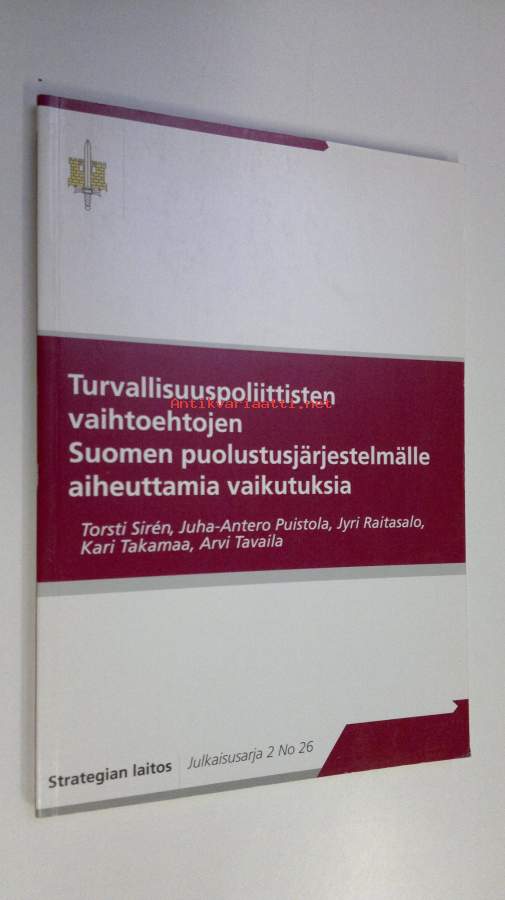 Turvallisuuspoliittisten
Antikvariaatti.net
vaihtoehtojen
Suomen puolustusjärjestelmälle
aiheuttamia vaikutuksia
Torsti Sirén, Juha-Antero Puistola, Jyri Raitasalo,
Kari Takamaa, Arvi Tavaila
Strategian laitos Julkaisusarja 2 No 26